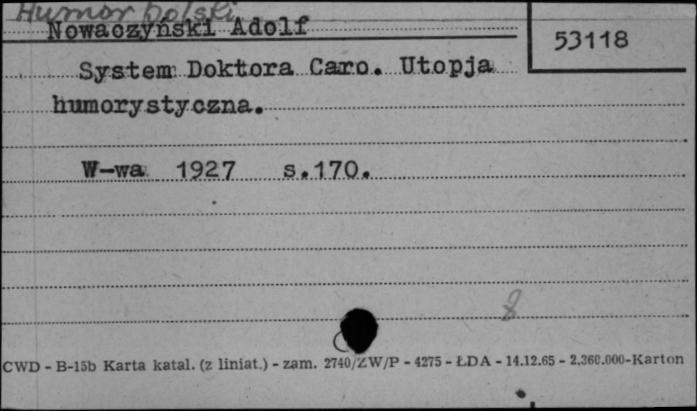 Humor polski
Nowaczyński Adolf
53118
System Doktora Caro. Utopja
humorystyczna.
W-wa 1927 s.170.
8
CWD - B-15b Karta katal. (z liniat.) - zam. 2740/ZW/P - 4275 - ŁDA - 14.12.65 - 2.360.000-Karton